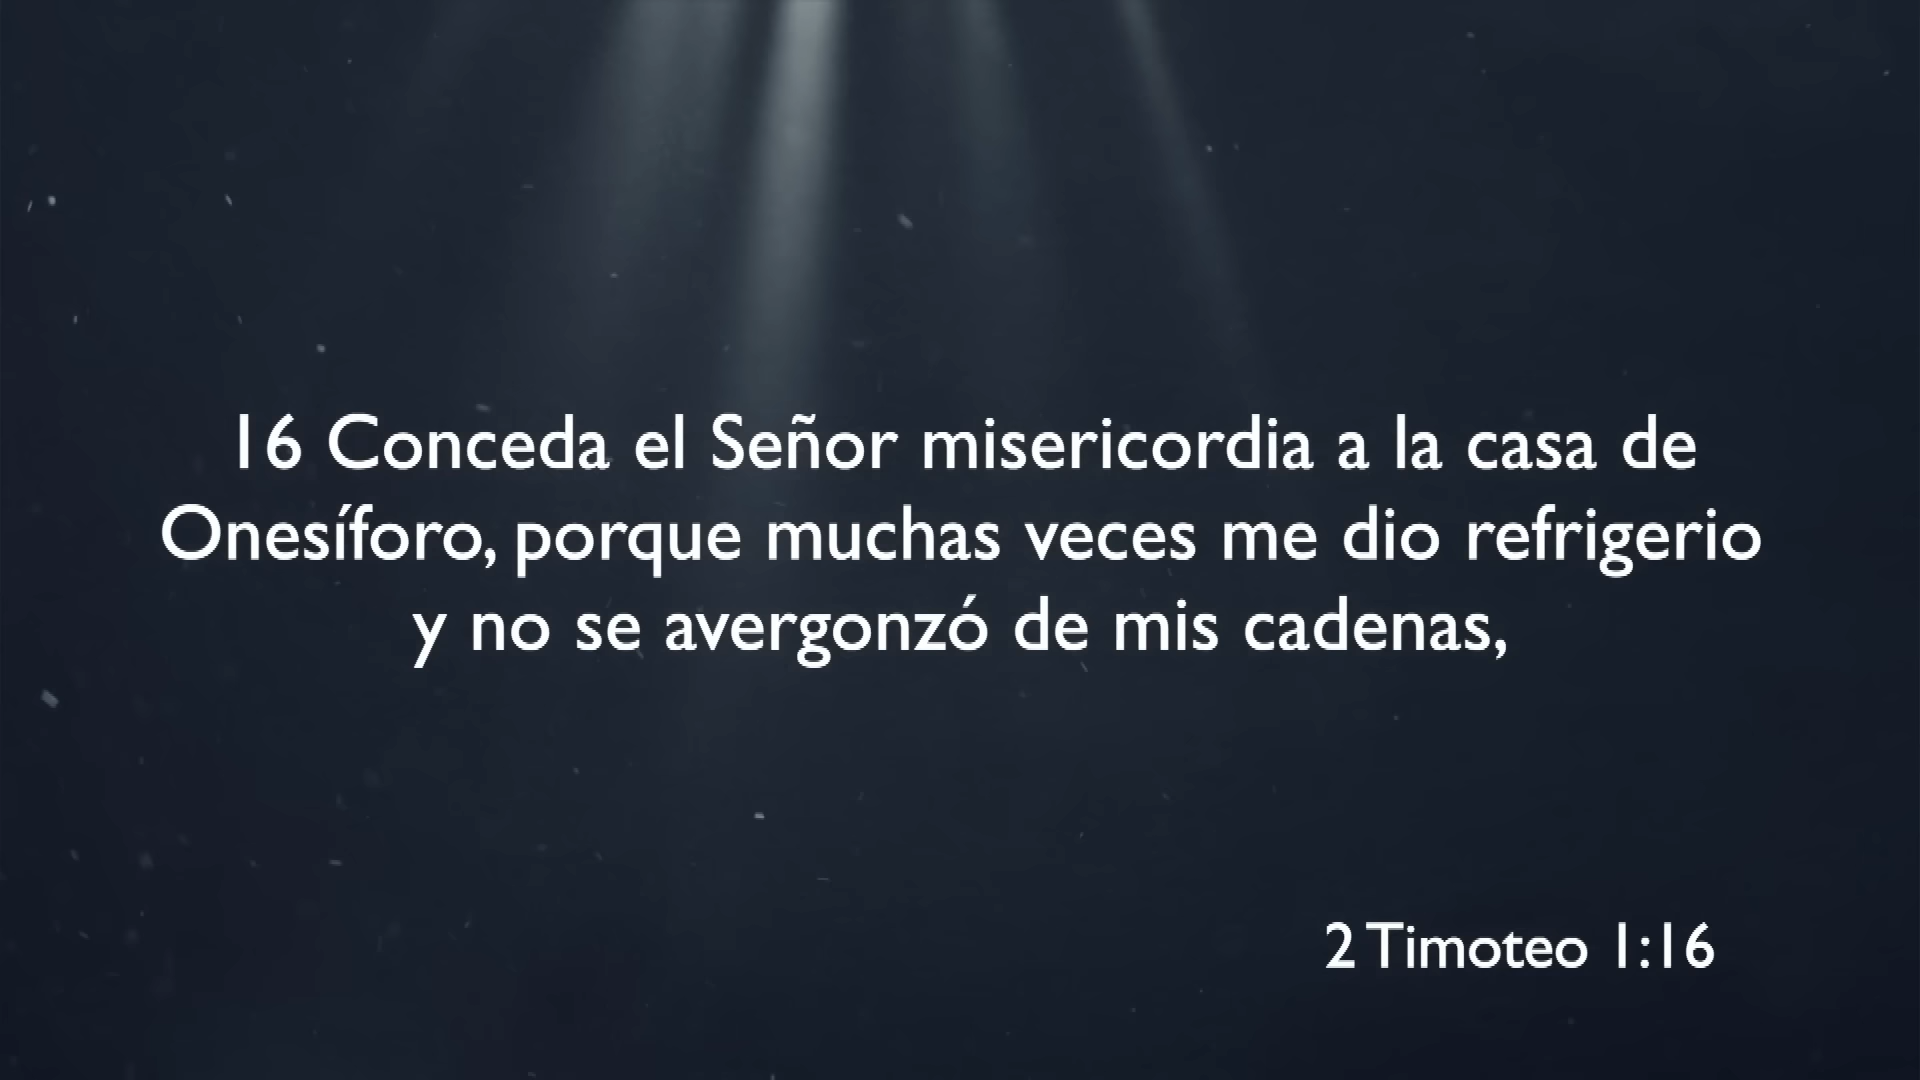 16 Conceda el Señor misericordia a la casa de
Onesíforo, porque muchas veces me dio refrigerio
y no se avergonzó de mis cadenas,
2 Timoteo 1:16